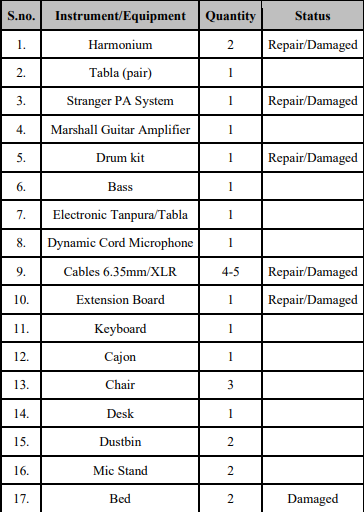 S.no. Instrument/Equipment Quantity Status
1. Harmonium 2 Repair/Damaged
2. Tabla (pair) 1
3. Stranger PA System 1 Repair/Damaged
4. Marshall Guitar Amplifier 1
5. Drum kit 1 Repair/Damaged
6. Bass 1
7. Electronic Tanpura/Tabla 1
8. Dynamic Cord Microphone 1
9. Cables 6.35mm/XLR 4-5 Repair/Damaged
10. Extension Board 1 Repair/Damaged
11. Keyboard 1
12. Cajon 1
13. Chair 3
14. Desk 1
15. Dustbin 2
16. Mic Stand 2
17. Bed 2 Damaged